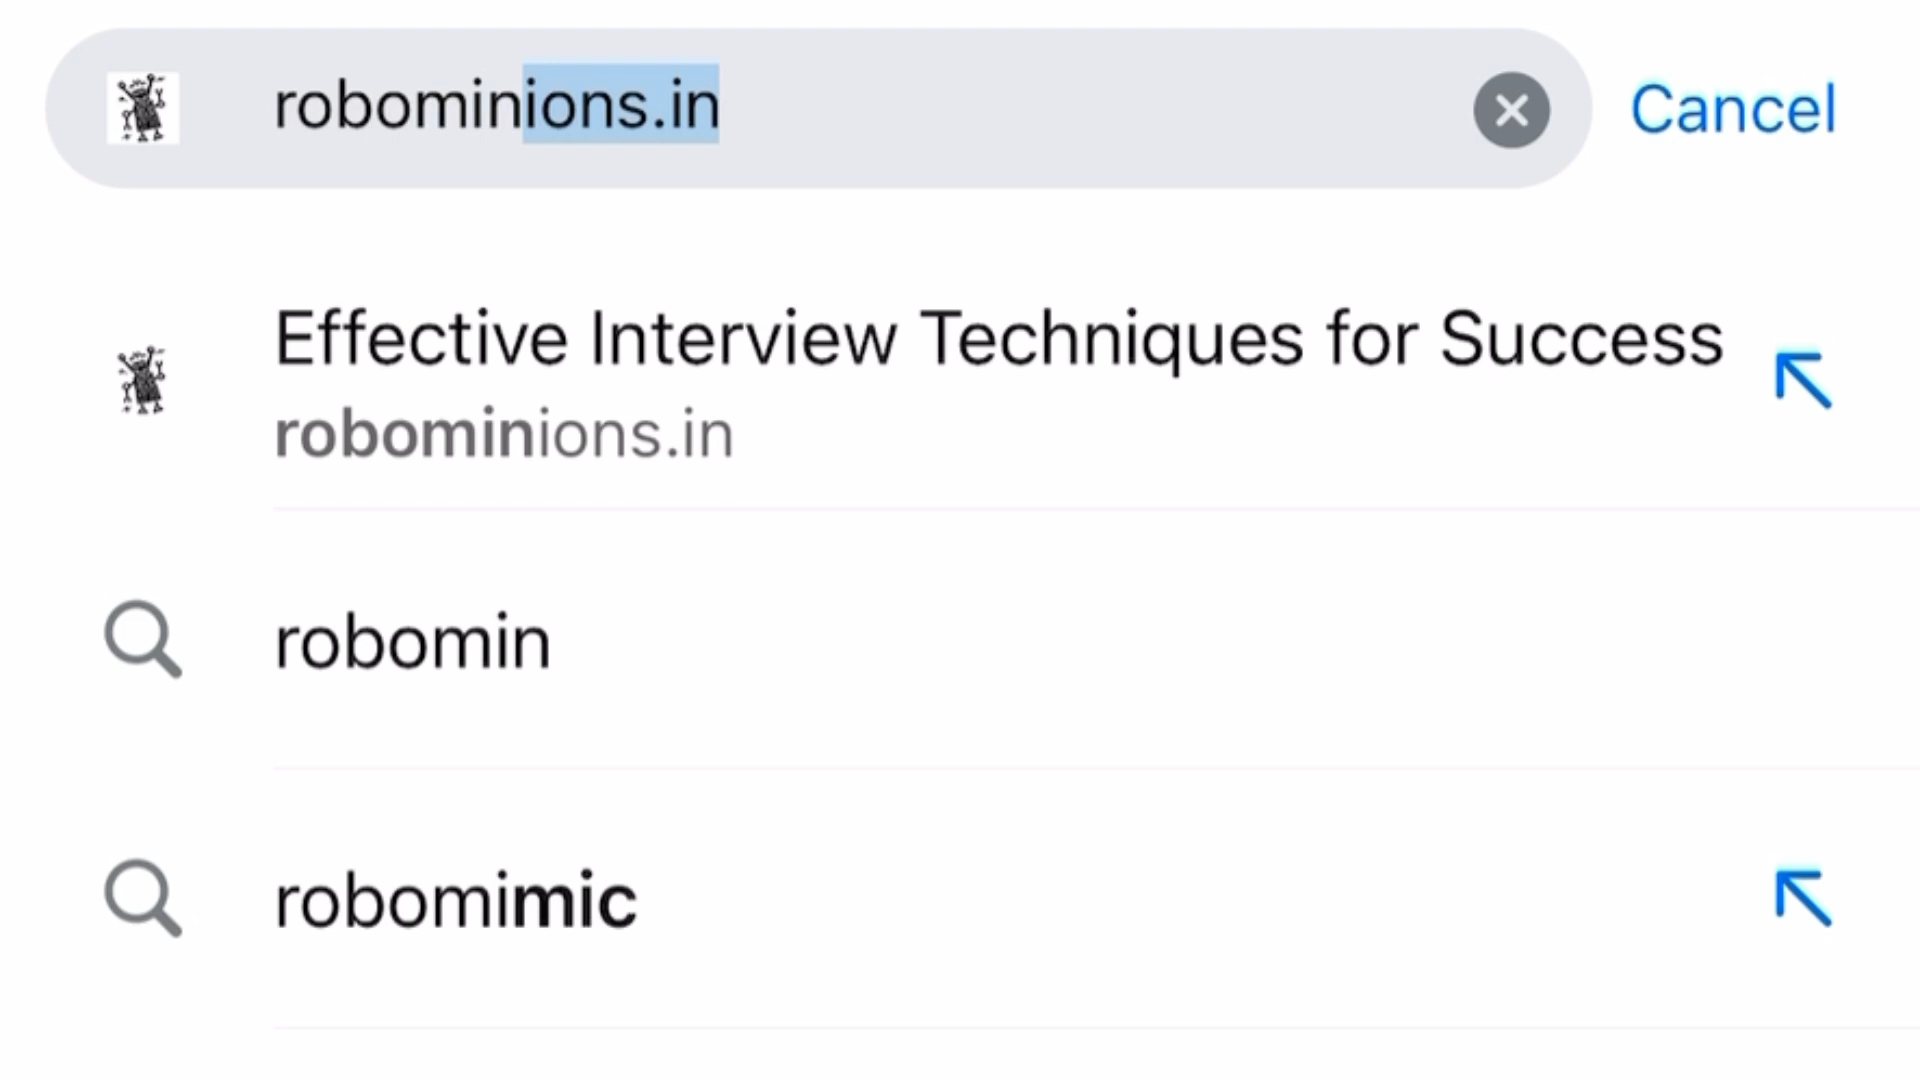 robominions.in
Cancel
Effective Interview Techniques for Success
robominions.in
robomin
robomimic